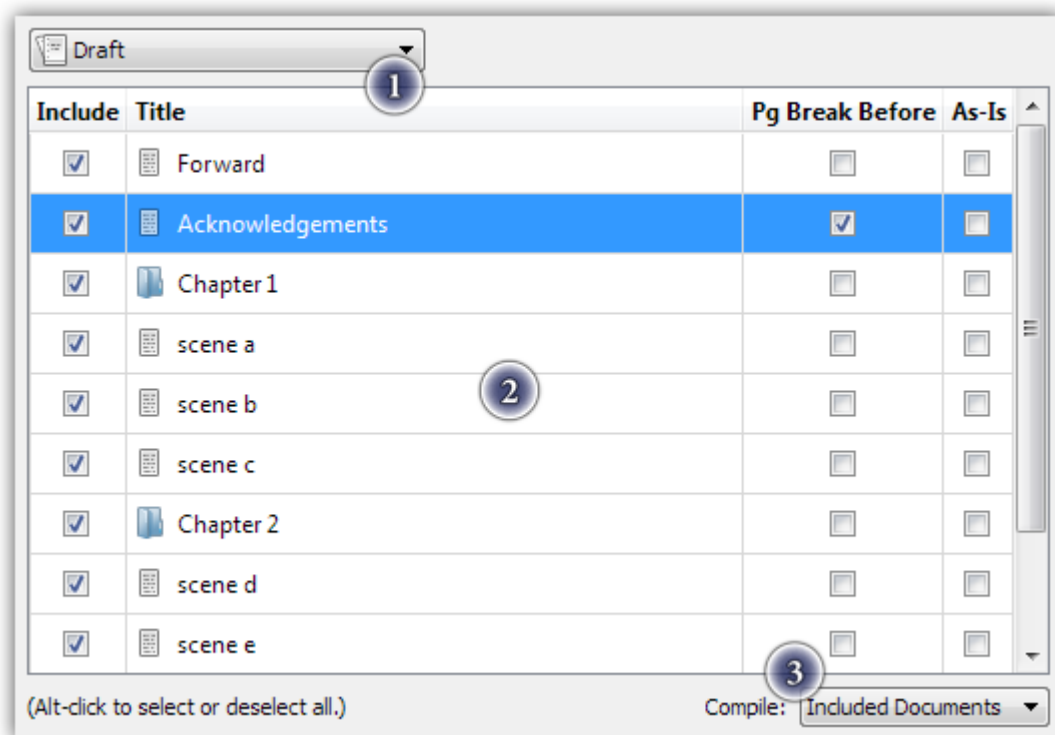 Draft
1
Include Title Pg Break Before As-Is
Forward
Acknowledgements
Chapter 1
scene a
scene b
2
scene c
Chapter 2
scene d
scene e
3
(Alt-click to select or deselect all.) Compile: Included Documents